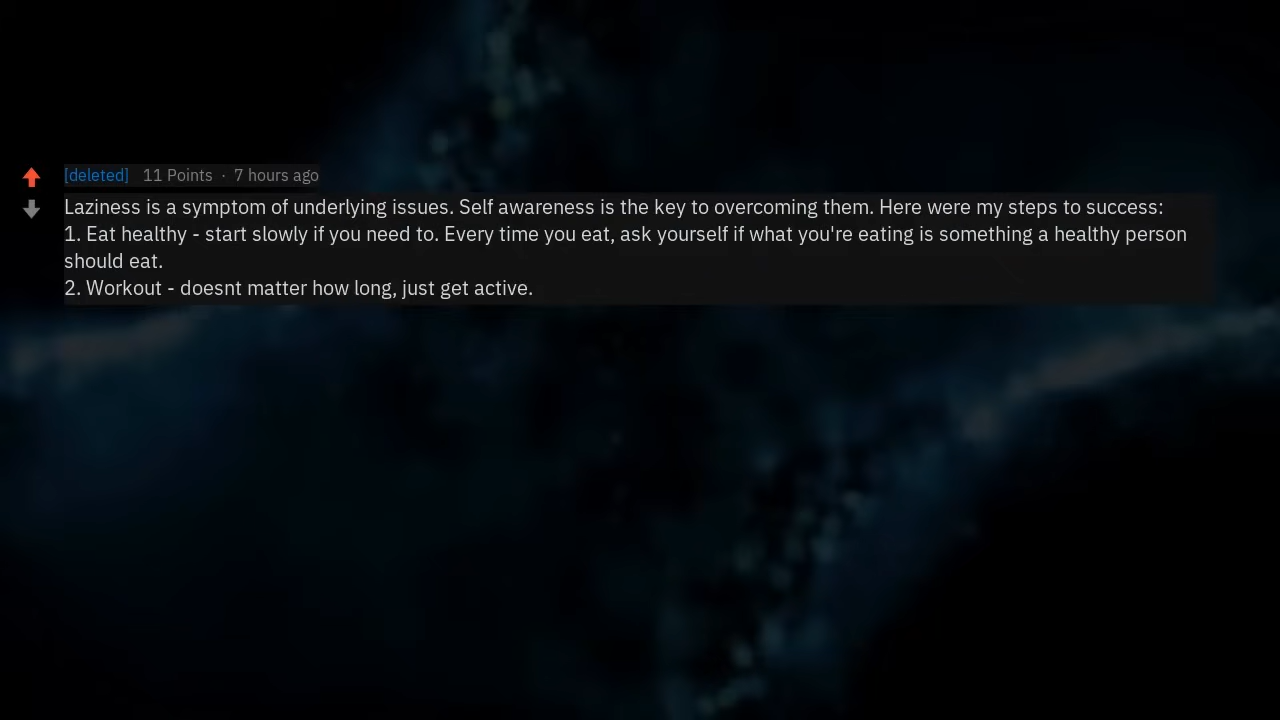 [deleted] 11 Points · 7 hours ago
Laziness is a symptom of underlying issues. Self awareness is the key to overcoming them. Here were my steps to success:
1. Eat healthy - start slowly if you need to. Every time you eat, ask yourself if what you're eating is something a healthy person
should eat.
2. Workout - doesnt matter how long, just get active.